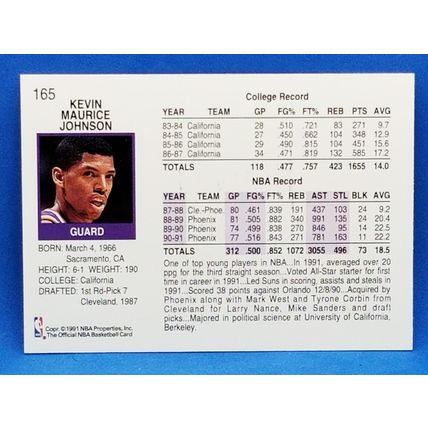 165
KEVIN
MAURICE
JOHNSON
GUARD
BORN: March 4, 1966
Sacramento, CA
HEIGHT: 6-1 WEIGHT: 190
COLLEGE: California
DRAFTED: 1st Rd-Pick 7
Cleveland, 1987
NBA
Copr. ©1991 NBA Properties, Inc.
The Official NBA Basketball Card
College Record
YEAR TEAM GP FG% FT% REB PTS AVG
83-84 California 28 .510 .721 83 271 9.7
84-85 California 27 .450 .662 104 348 12.9
85-86 California 29 .490 .815 104 451 15.6
86-87 California 34 .471 .819 132 585 17.2
TOTALS 118 .477 .757 423 1655 14.0
NBA Record
YEAR TEAM GP FG% FT% REB AST STL BLK AVG
87-88 Cle.-Phoe. 80 .461 .839 191 437 103 24 9.2
88-89 Phoenix 81 .505 .882 340 991 135 24 20.4
89-90 Phoenix 74 .499 .838 270 846 95 14 22.5
90-91 Phoenix 77 .516 .843 271 781 163 11 22.2
TOTALS 312 .500 .852 1072 3055 496 73 18.5
One of top young players in NBA...In 1991, averaged over 20
ppg for the third straight season...Voted All-Star starter for first
time in career in 1991...Led Suns in scoring, assists and steals in
1991...Scored 38 points against Orlando 12/8/90...Acquired by
Phoenix along with Mark West and Tyrone Corbin from
Cleveland for Larry Nance, Mike Sanders and draft
picks...Majored in political science at University of California,
Berkeley.